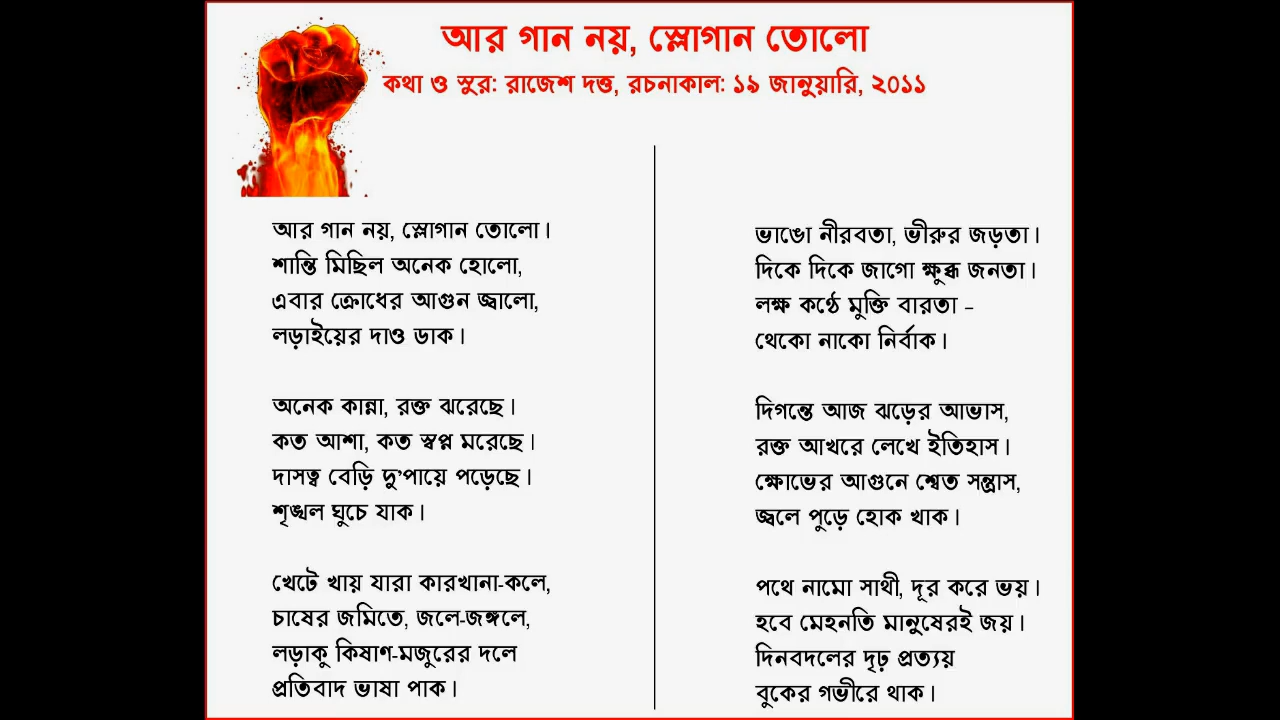 আর গান নয়, স্লোগান তোলো
কথা ও সুর: রাজেশ দত্ত, রচনাকাল: ১৯ জানুয়ারি, ২০১১
আর গান নয়, স্লোগান তোলো।
শান্তি মিছিল অনেক হোলো,
এবার ক্রোধের আগুন জ্বালো,
লড়াইয়ের দাও ডাক।
অনেক কান্না, রক্ত ঝরেছে।
কত আশা, কত স্বপ্ন মরেছে।
দাসত্ব বেড়ি দু'পায়ে পড়েছে।
শৃঙ্খল ঘুচে যাক।
খেটে খায় যারা কারখানা-কলে,
চাষের জমিতে, জলে-জঙ্গলে,
লড়াকু কিষাণ-মজুরের দলে
প্রতিবাদ ভাষা পাক।
ভাঙো নীরবতা, ভীরুর জড়তা।
দিকে দিকে জাগো ক্ষুব্ধ জনতা।
লক্ষ কণ্ঠে মুক্তি বারতা –
থেকো নাকো নির্বাক।
দিগন্তে আজ ঝড়ের আভাস,
রক্ত আখরে লেখে ইতিহাস।
ক্ষোভের আগুনে শ্বেত সন্ত্রাস,
জ্বলে পুড়ে হোক খাক।
পথে নামো সাথী, দূর করে ভয়।
হবে মেহনতি মানুষেরই জয়।
দিনবদলের দৃঢ় প্রত্যয়
বুকের গভীরে থাক।